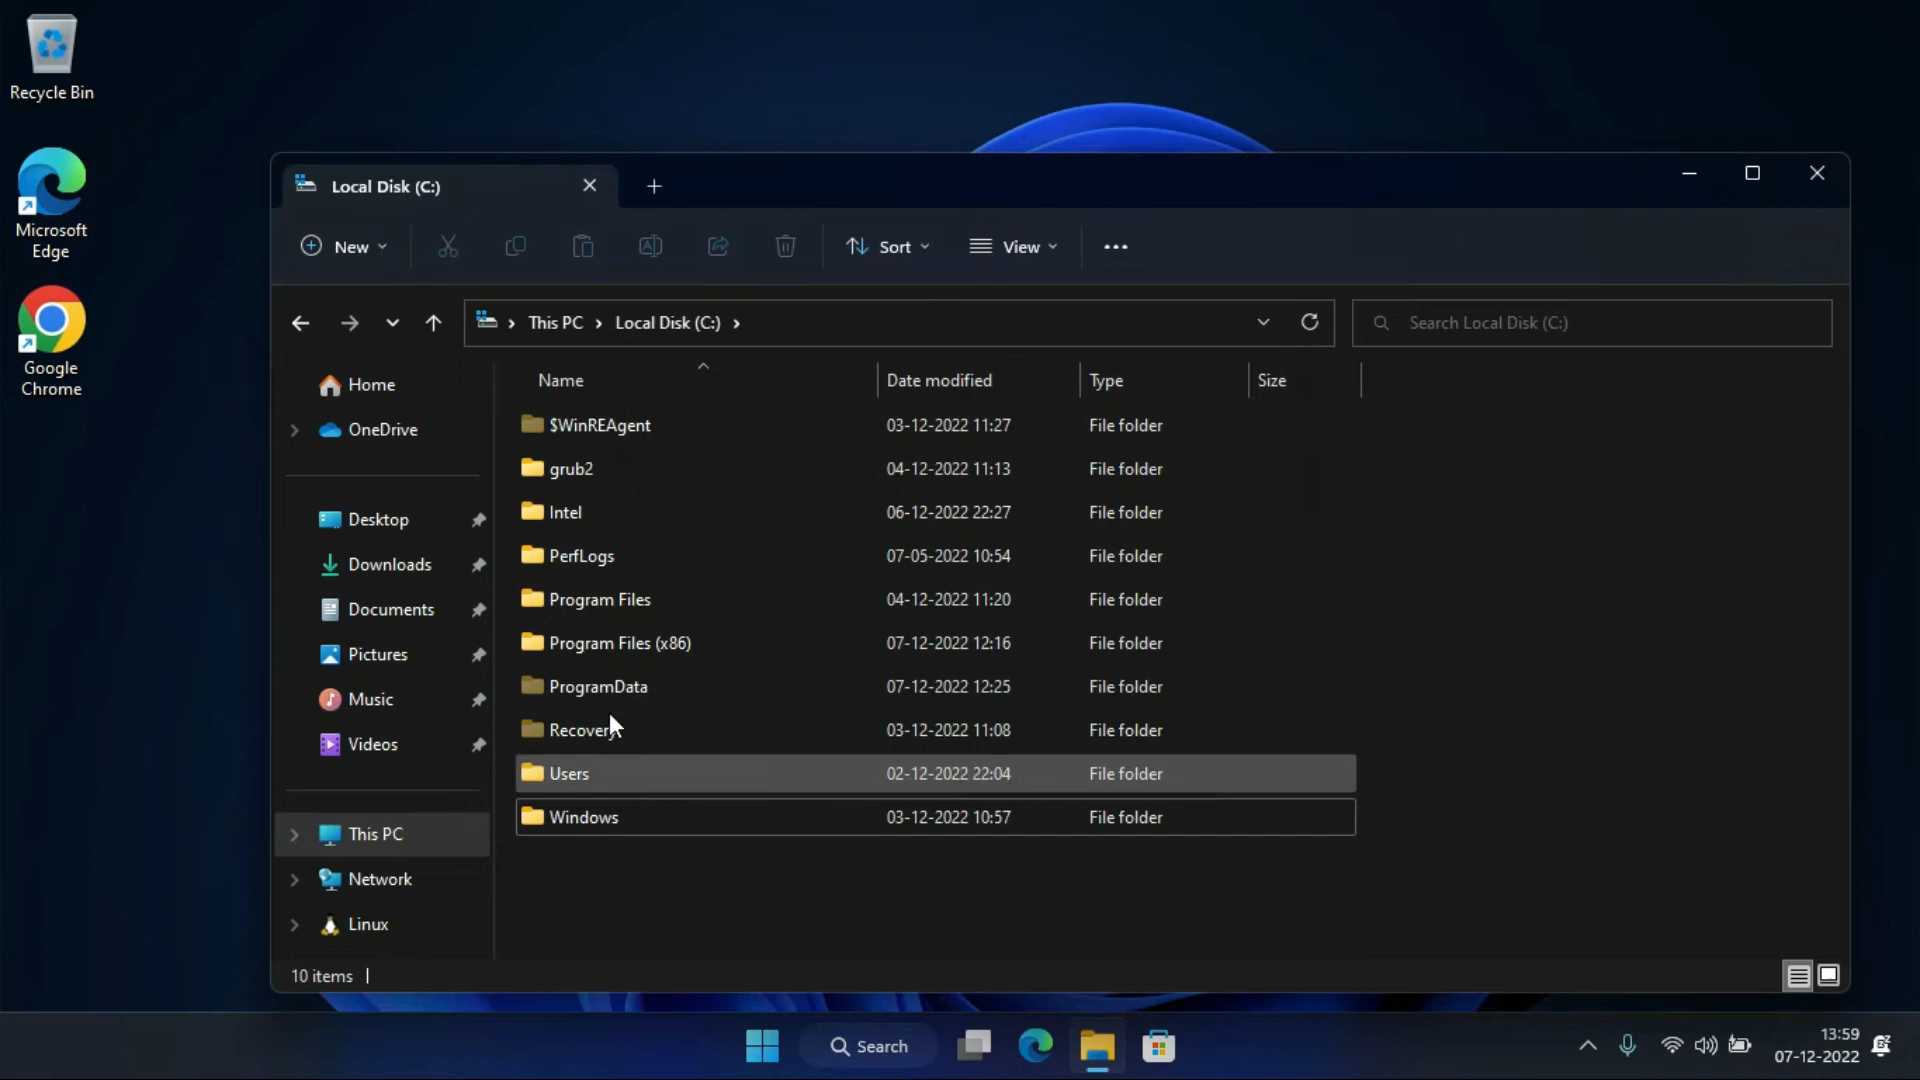 Recycle Bin
Microsoft
Edge
Google
Chrome
Local Disk (C:)
New
Sort
View
This PC
Local Disk (C:)
Search Local Disk (C:)
Home
OneDrive
Desktop
Downloads
Documents
Pictures
Music
Videos
This PC
Network
Linux
Name Date modified Type Size
$WinREAgent 03-12-2022 11:27 File folder
grub2 04-12-2022 11:13 File folder
Intel 06-12-2022 22:27 File folder
PerfLogs 07-05-2022 10:54 File folder
Program Files 04-12-2022 11:20 File folder
Program Files (x86) 07-12-2022 12:16 File folder
ProgramData 07-12-2022 12:25 File folder
Recovery 03-12-2022 11:08 File folder
Users 02-12-2022 22:04 File folder
Windows 03-12-2022 10:57 File folder
10 items
Search
13:59
07-12-2022